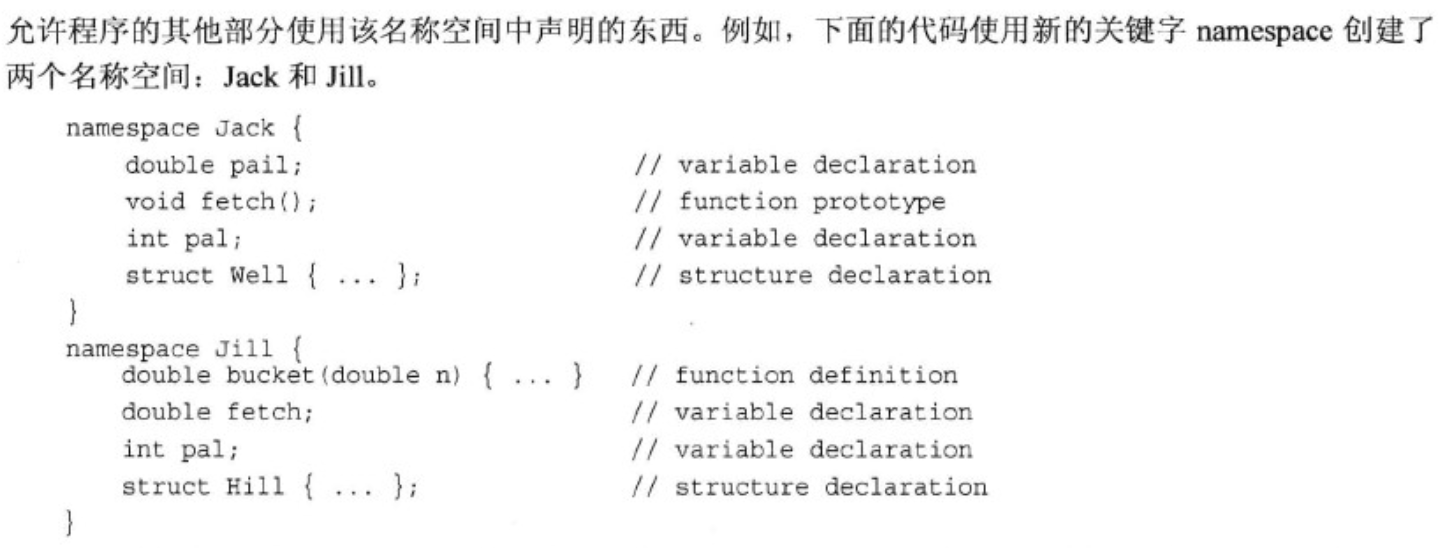 允许程序的其他部分使用该名称空间中声明的东西。例如，下面的代码使用新的关键字 namespace 创建了
两个名称空间：Jack 和 Jill。
namespace Jack {
    double pail;                      // variable declaration
    void fetch();                     // function prototype
    int pal;                          // variable declaration
    struct Well { ... };              // structure declaration
}
namespace Jill {
    double bucket(double n) { ... }   // function definition
    double fetch;                     // variable declaration
    int pal;                          // variable declaration
    struct Hill { ... };              // structure declaration
}